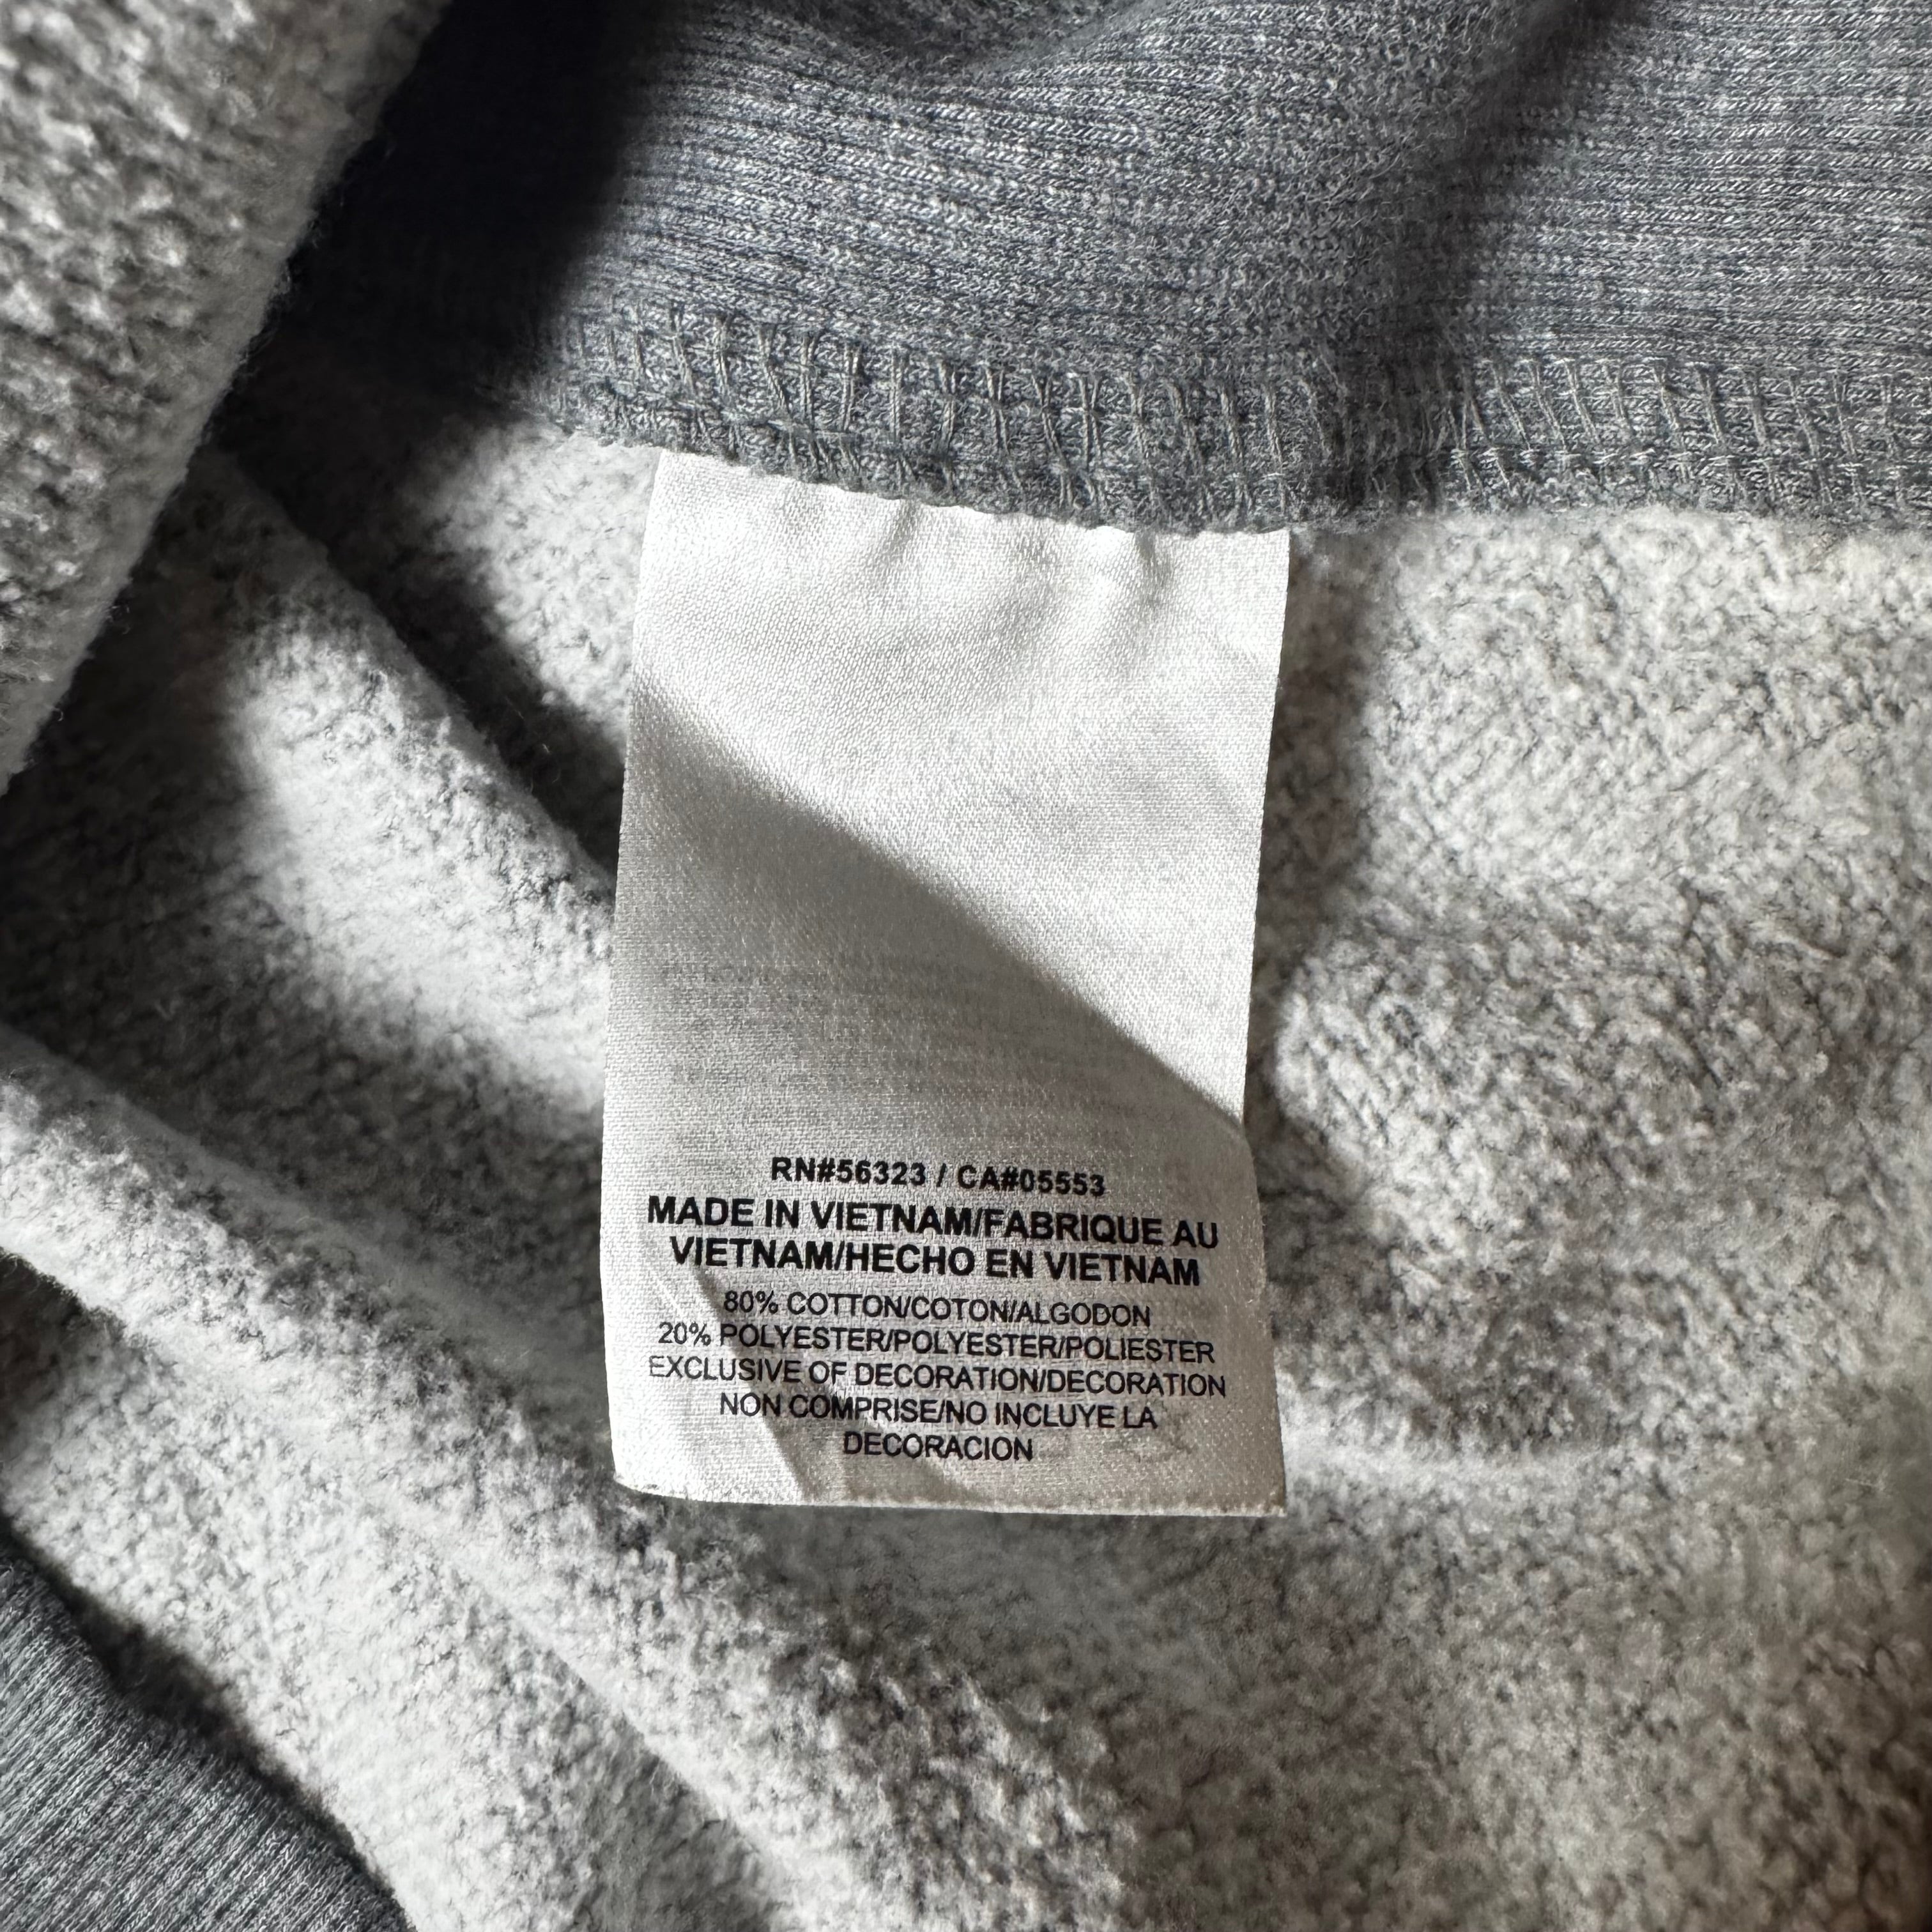 RN#56323 / CA#05553
MADE IN VIETNAM/FABRIQUE AU
VIETNAM/HECHO EN VIETNAM
80% COTTON/COTON/ALGODON
20% POLYESTER/POLYESTER/POLIESTER
EXCLUSIVE OF DECORATION/DECORATION
NON COMPRISE/NO INCLUYE LA
DECORACION